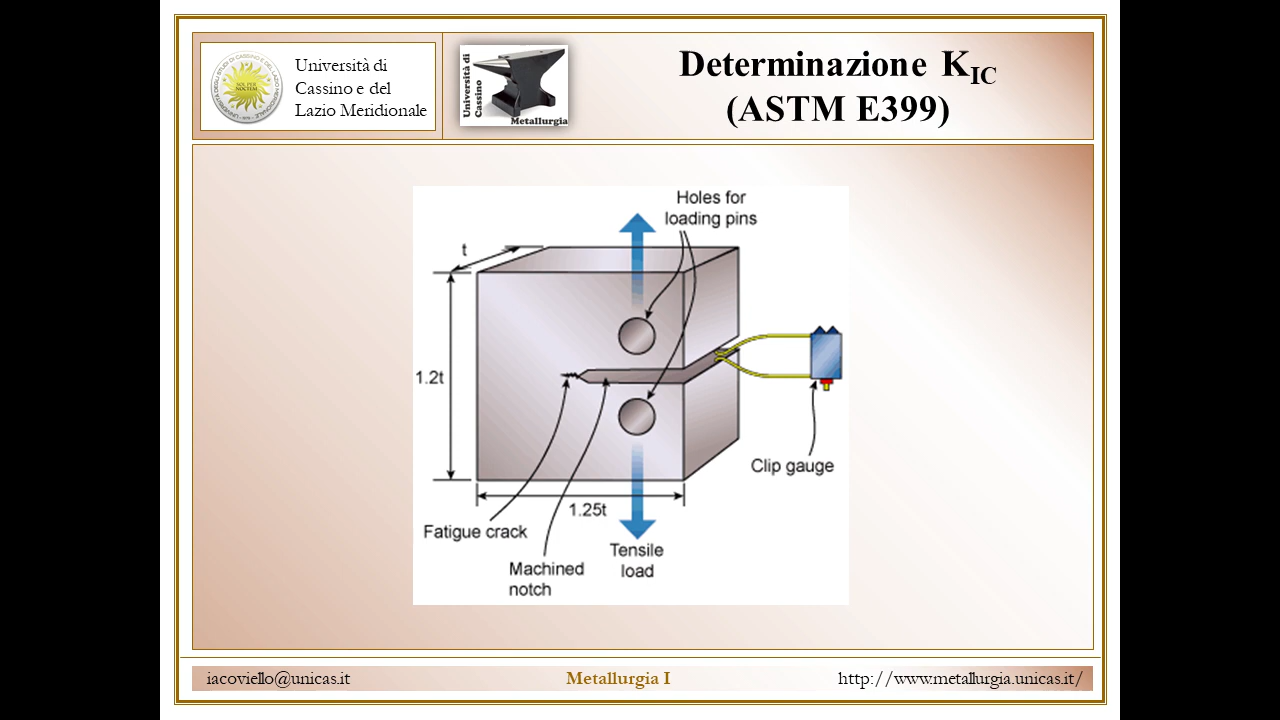 Università di
Cassino e del
Lazio Meridionale
Università di
Cassino
Metallurgia
Determinazione K_IC
(ASTM E399)
Holes for
loading pins
t
1.2t
Clip gauge
1.25t
Fatigue crack
Tensile
load
Machined
notch
iacoviello@unicas.it
Metallurgia I
http://www.metallurgia.unicas.it/